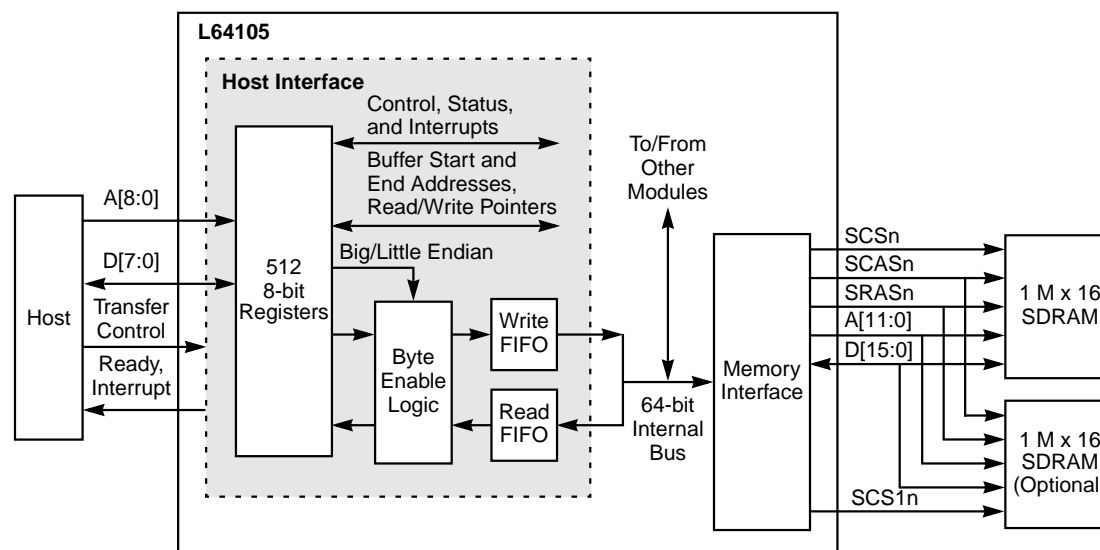 L64105
Host Interface
Control, Status,
and Interrupts
Buffer Start and
End Addresses,
Read/Write Pointers
To/From
Other
Modules
A[8:0]
D[7:0]
Host
Transfer
Control
Ready,
Interrupt
512
8-bit
Registers
Big/Little Endian
Byte
Enable
Logic
Write
FIFO
Read
FIFO
64-bit
Internal
Bus
Memory
Interface
SCSn
SCASn
SRASn
A[11:0]
D[15:0]
1 M x 16
SDRAM
1 M x 16
SDRAM
(Optional
SCS1n